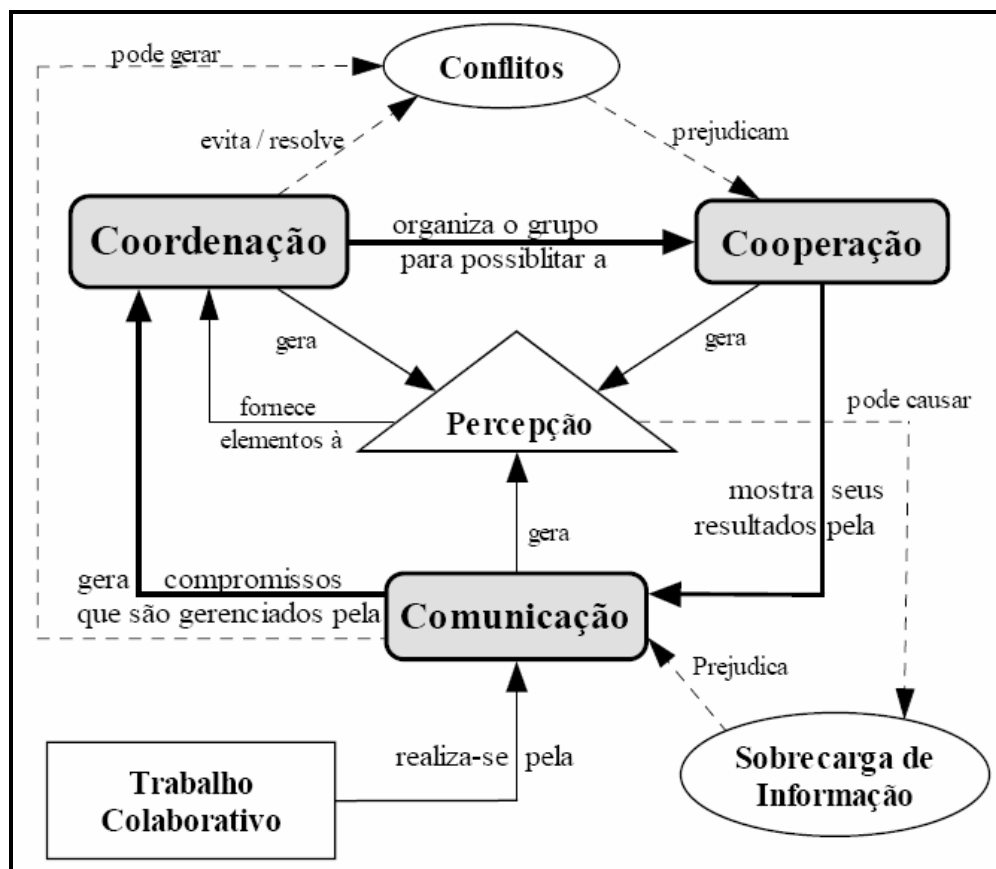 pode gerar
Conflitos
evita / resolve
prejudicam
Coordenação
organiza o grupo
para possiblitar a
Cooperação
gera
gera
fornece
elementos à
Percepção
pode causar
mostra seus
resultados pela
gera
gera compromissos
que são gerenciados pela
Comunicação
Prejudica
realiza-se pela
Trabalho
Colaborativo
Sobrecarga de
Informação